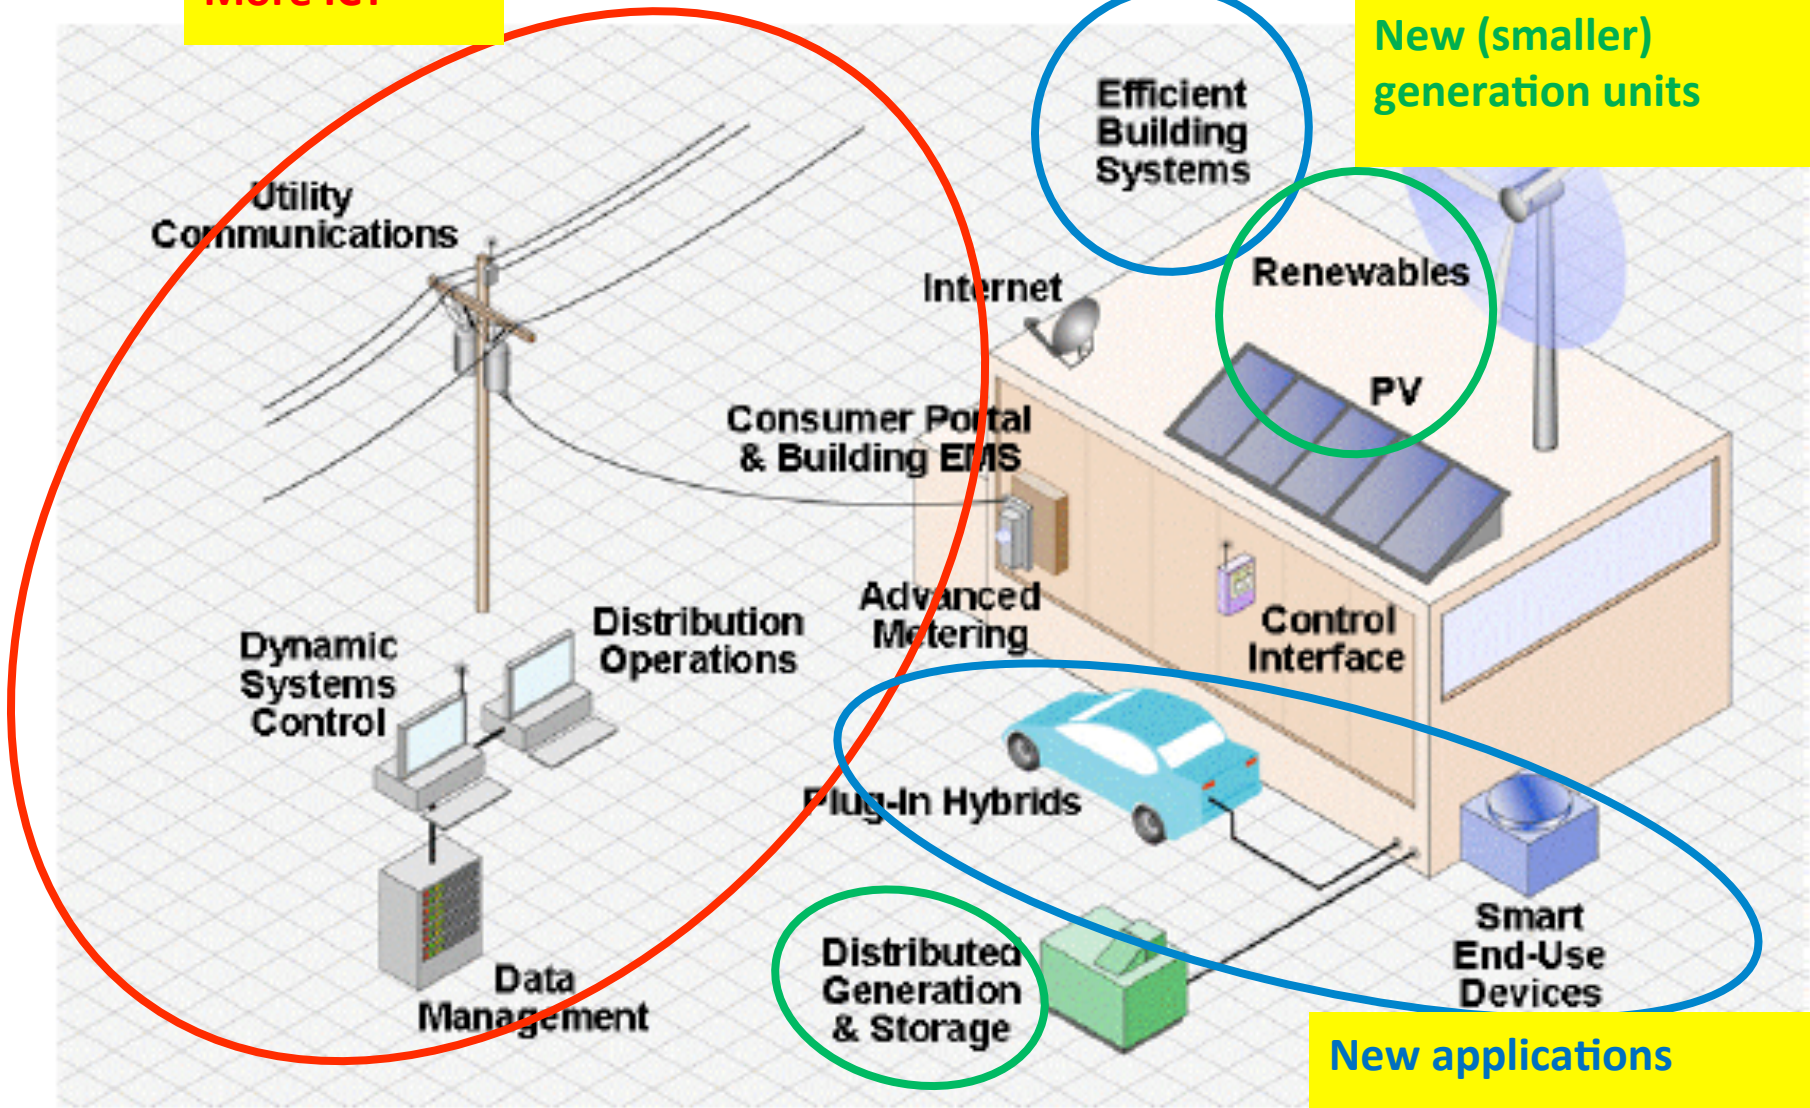 More ICT
New (smaller)
generation units
Efficient
Building
Systems
Utility
Communications
Renewables
Internet
PV
Consumer Portal
& Building EMS
Advanced
Metering
Control
Interface
Distribution
Operations
Dynamic
Systems
Control
Plug-In Hybrids
Smart
End-Use
Devices
Distributed
Generation
& Storage
Data
Management
New applications